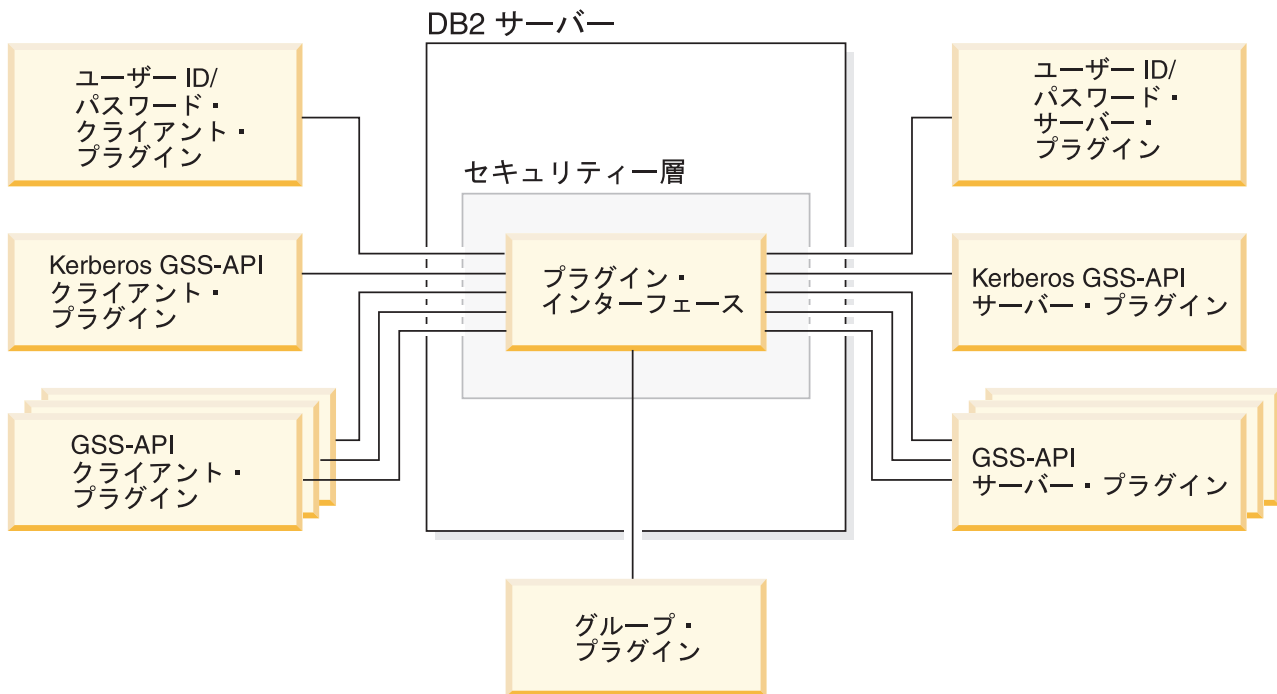 DB2 サーバー
ユーザー ID/
パスワード・
クライアント・
プラグイン
ユーザー ID/
パスワード・
サーバー・
プラグイン
セキュリティー層
Kerberos GSS-API
クライアント・
プラグイン
プラグイン・
インターフェース
Kerberos GSS-API
サーバー・プラグイン
GSS-API
クライアント・
プラグイン
GSS-API
サーバー・プラグイン
グループ・
プラグイン